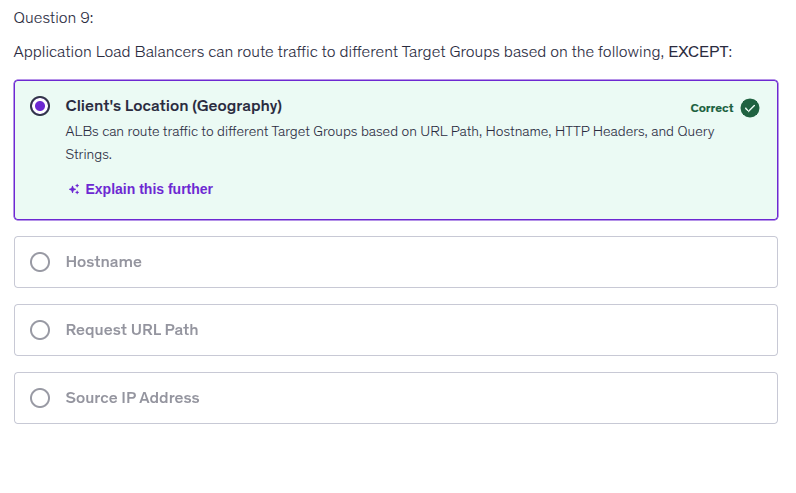 Question 9:
Application Load Balancers can route traffic to different Target Groups based on the following, EXCEPT:
Client's Location (Geography)
Correct
ALBs can route traffic to different Target Groups based on URL Path, Hostname, HTTP Headers, and Query
Strings.
Explain this further
Hostname
Request URL Path
Source IP Address